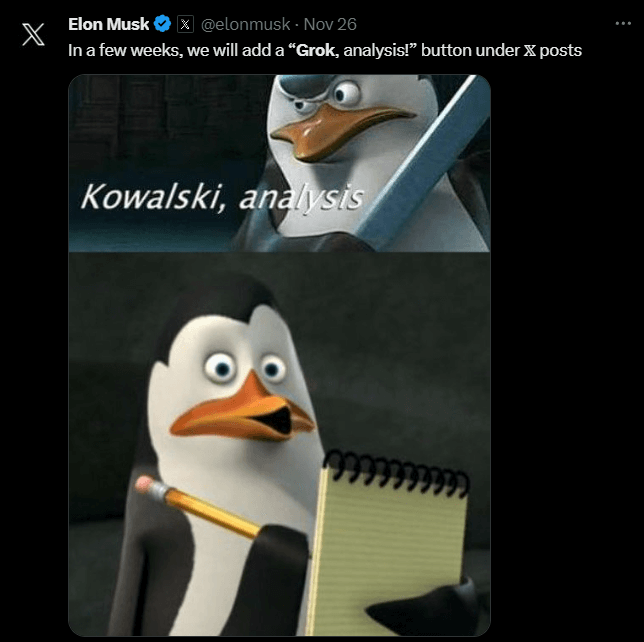 Elon Musk @elonmusk · Nov 26
In a few weeks, we will add a “Grok, analysis!” button under 𝕏 posts
Kowalski, analysis